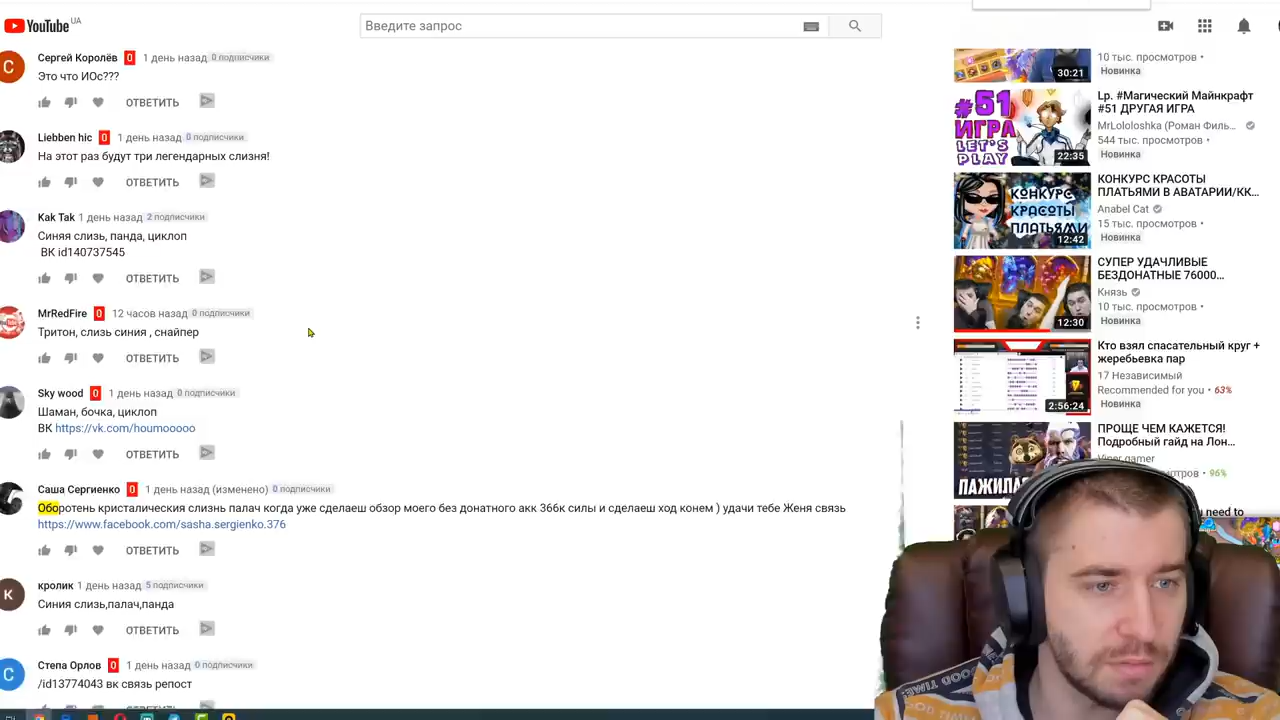 YouTube UA
Введите запрос
Сергей Королёв 0 1 день назад 0 подписчики
Это что ИОс???
ОТВЕТИТЬ
Liebben hic 0 1 день назад 0 подписчики
На этот раз будут три легендарных слизня!
ОТВЕТИТЬ
Kak Tak 1 день назад 2 подписчики
Синяя слизь, панда, циклоп
ВК id140737545
ОТВЕТИТЬ
MrRedFire 0 12 часов назад 0 подписчики
Тритон, слизь синия , снайпер
ОТВЕТИТЬ
Sky wood 0 1 день назад 0 подписчики
Шаман, бочка, циклоп
ВК https://vk.com/houmooooo
ОТВЕТИТЬ
Саша Сергиенко 0 1 день назад (изменено) 0 подписчики
Оборотень кристалическия слизнь палач когда уже сделаеш обзор моего без донатного акк 366к силы и сделаеш ход конем ) удачи тебе Женя связь
https://www.facebook.com/sasha.sergienko.376
ОТВЕТИТЬ
К
кролик 1 день назад 5 подписчики
Синия слизь,палач,панда
ОТВЕТИТЬ
С
Степа Орлов 0 1 день назад 0 подписчики
/id13774043 вк связь репост
30:21
10 тыс. просмотров •
Новинка
#51
ИГРА
LET'S
PLAY
22:35
Lp. #Магический Майнкрафт
#51 ДРУГАЯ ИГРА
MrLololoshka (Роман Филь...
544 тыс. просмотров •
Новинка
КОНКУРС
КРАСОТЫ
ПЛАТЬЯМИ
12:42
КОНКУРС КРАСОТЫ
ПЛАТЬЯМИ В АВАТАРИИ/КК...
Anabel Cat
15 тыс. просмотров •
Новинка
12:30
СУПЕР УДАЧЛИВЫЕ
БЕЗДОНАТНЫЕ 76000...
Князь
10 тыс. просмотров •
Новинка
2:56:24
Кто взял спасательный круг +
жеребьевка пар
17 Независимый
Recommended for you • 63%
Новинка
ПРОЩЕ ЧЕМ КАЖЕТСЯ!
Подробный гайд на Лон...
Viper gamer
96%
need to
GOOD TIME